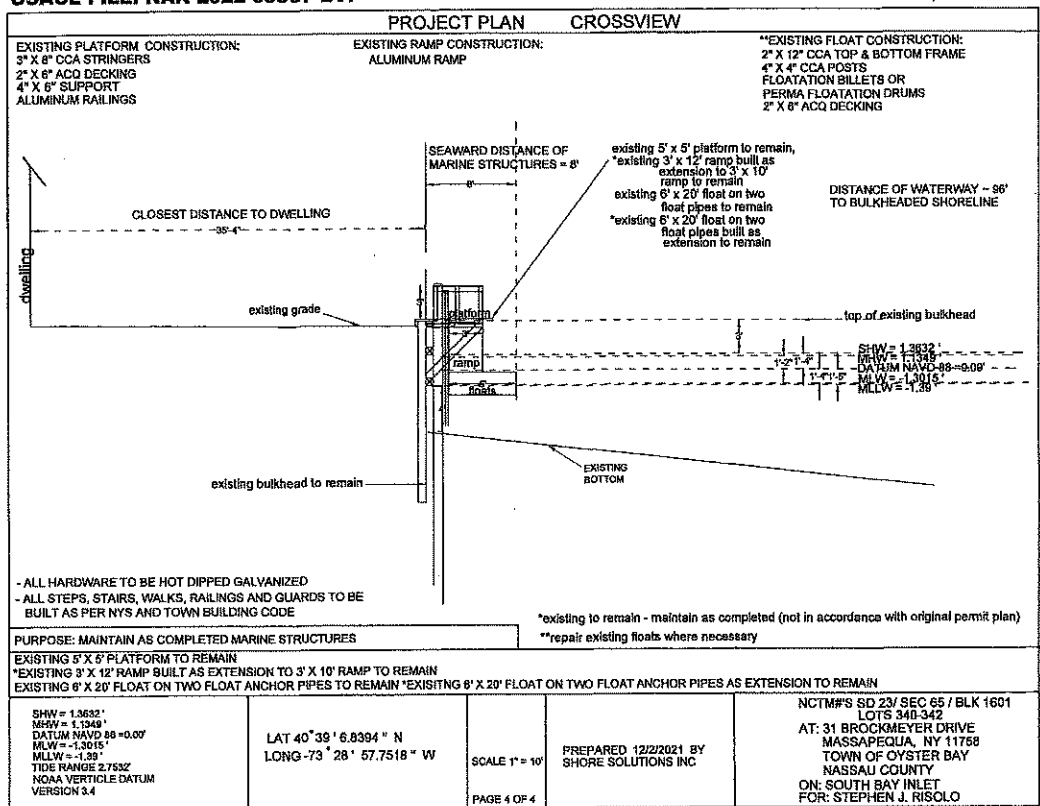 PROJECT PLAN CROSSVIEW
EXISTING PLATFORM CONSTRUCTION:
3" X 8" CCA STRINGERS
2" X 6" ACQ DECKING
4" X 6" SUPPORT
ALUMINUM RAILINGS
EXISTING RAMP CONSTRUCTION:
ALUMINUM RAMP
**EXISTING FLOAT CONSTRUCTION:
2" X 12" CCA TOP & BOTTOM FRAME
4" X 4" CCA POSTS
FLOATATION BILLETS OR
PERMA FLOATATION DRUMS
2" X 6" ACQ DECKING
SEAWARD DISTANCE OF
MARINE STRUCTURES = 8'
8'
existing 5' x 5' platform to remain,
*existing 3' x 12' ramp built as
extension to 3' x 10'
ramp to remain
existing 6' x 20' float on two
float pipes to remain
*existing 6' x 20' float on two
float pipes built as
extension to remain
DISTANCE OF WATERWAY ~ 96'
TO BULKHEADED SHORELINE
CLOSEST DISTANCE TO DWELLING
35'-4"
dwelling
existing grade
platform
top of existing bulkhead
ramp
floats
SHW = 1.3632 '
MHW = 1.1349 '
DATUM NAVD 88 =0.00'
MLW = -1.3015 '
MLLW = -1.39'
1'-2"
1'-4"
1'-4"
1'-5"
EXISTING
BOTTOM
existing bulkhead to remain
- ALL HARDWARE TO BE HOT DIPPED GALVANIZED
- ALL STEPS, STAIRS, WALKS, RAILINGS AND GUARDS TO BE
BUILT AS PER NYS AND TOWN BUILDING CODE
*existing to remain - maintain as completed (not in accordance with original permit plan)
**repair existing floats where necessary
PURPOSE: MAINTAIN AS COMPLETED MARINE STRUCTURES
EXISTING 5' X 5' PLATFORM TO REMAIN
*EXISTING 3' X 12' RAMP BUILT AS EXTENSION TO 3' X 10' RAMP TO REMAIN
EXISTING 6' X 20' FLOAT ON TWO FLOAT ANCHOR PIPES TO REMAIN *EXISITNG 6' X 20' FLOAT ON TWO FLOAT ANCHOR PIPES AS EXTENSION TO REMAIN
SHW = 1.3632 '
MHW = 1.1349 '
DATUM NAVD 88 =0.00'
MLW = -1.3015 '
MLLW = -1.39'
TIDE RANGE 2.7532'
NOAA VERTICLE DATUM
VERSION 3.4
LAT 40°39 ' 6.8394 " N
LONG -73 ° 28 ' 57.7518 " W
SCALE 1" = 10'
PAGE 4 OF 4
PREPARED 12/2/2021 BY
SHORE SOLUTIONS INC
NCTM#'S SD 23/ SEC 65 / BLK 1601
LOTS 340-342
AT: 31 BROCKMEYER DRIVE
MASSAPEQUA, NY 11758
TOWN OF OYSTER BAY
NASSAU COUNTY
ON: SOUTH BAY INLET
FOR: STEPHEN J. RISOLO